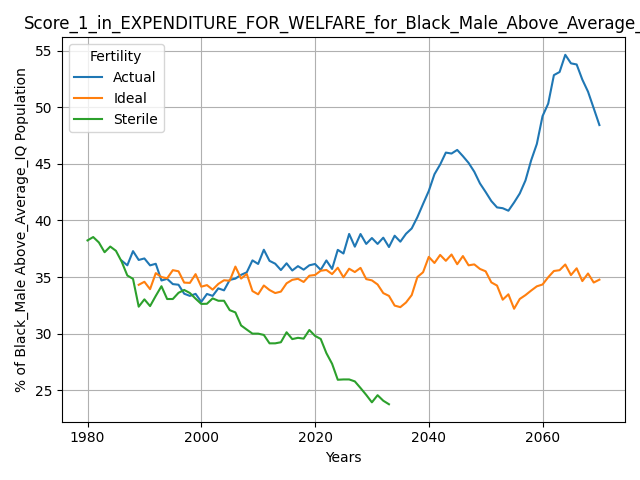 Score_1_in_EXPENDITURE_FOR_WELFARE_for_Black_Male_Above_Average_
Fertility
Actual
Ideal
Sterile
% of Black_Male Above_Average_IQ Population
55
50
45
40
35
30
25
1980 2000 2020 2040 2060
Years